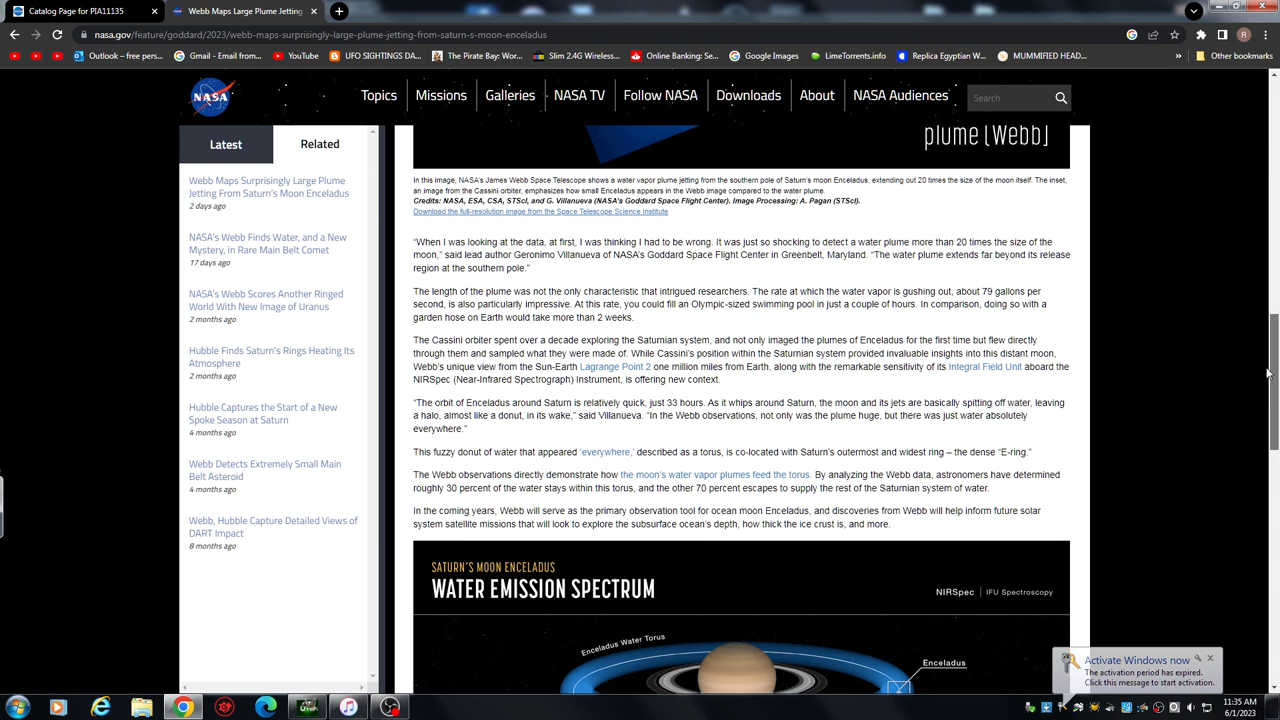 Catalog Page for PIA11135
Webb Maps Large Plume Jetting
nasa.gov/feature/goddard/2023/webb-maps-surprisingly-large-plume-jetting-from-saturn-s-moon-enceladus
R
Outlook – free pers...
Gmail - Email from...
YouTube
UFO SIGHTINGS DA...
The Pirate Bay: Wor...
Slim 2.4G Wireless...
Online Banking: Se...
Google Images
LimeTorrents.info
Replica Egyptian W...
MUMMIFIED HEAD...
»
Other bookmarks
NASA
Topics
Missions
Galleries
NASA TV
Follow NASA
Downloads
About
NASA Audiences
Search
Latest
Related
Webb Maps Surprisingly Large Plume
Jetting From Saturn's Moon Enceladus
2 days ago
NASA's Webb Finds Water, and a New
Mystery, in Rare Main Belt Comet
17 days ago
NASA's Webb Scores Another Ringed
World With New Image of Uranus
2 months ago
Hubble Finds Saturn's Rings Heating Its
Atmosphere
2 months ago
Hubble Captures the Start of a New
Spoke Season at Saturn
4 months ago
Webb Detects Extremely Small Main
Belt Asteroid
4 months ago
Webb, Hubble Capture Detailed Views of
DART Impact
8 months ago
plume [Webb]
In this image, NASA's James Webb Space Telescope shows a water vapor plume jetting from the southern pole of Saturn's moon Enceladus, extending out 20 times the size of the moon itself. The inset,
an image from the Cassini orbiter, emphasizes how small Enceladus appears in the Webb image compared to the water plume.
Credits: NASA, ESA, CSA, STScI, and G. Villanueva (NASA's Goddard Space Flight Center). Image Processing: A. Pagan (STScI).
Download the full-resolution image from the Space Telescope Science Institute
“When I was looking at the data, at first, I was thinking I had to be wrong. It was just so shocking to detect a water plume more than 20 times the size of the
moon,” said lead author Geronimo Villanueva of NASA's Goddard Space Flight Center in Greenbelt, Maryland. “The water plume extends far beyond its release
region at the southern pole.”
The length of the plume was not the only characteristic that intrigued researchers. The rate at which the water vapor is gushing out, about 79 gallons per
second, is also particularly impressive. At this rate, you could fill an Olympic-sized swimming pool in just a couple of hours. In comparison, doing so with a
garden hose on Earth would take more than 2 weeks.
The Cassini orbiter spent over a decade exploring the Saturnian system, and not only imaged the plumes of Enceladus for the first time but flew directly
through them and sampled what they were made of. While Cassini's position within the Saturnian system provided invaluable insights into this distant moon,
Webb's unique view from the Sun-Earth Lagrange Point 2 one million miles from Earth, along with the remarkable sensitivity of its Integral Field Unit aboard the
NIRSpec (Near-Infrared Spectrograph) Instrument, is offering new context.
“The orbit of Enceladus around Saturn is relatively quick, just 33 hours. As it whips around Saturn, the moon and its jets are basically spitting off water, leaving
a halo, almost like a donut, in its wake,” said Villanueva. “In the Webb observations, not only was the plume huge, but there was just water absolutely
everywhere.”
This fuzzy donut of water that appeared ‘everywhere,’ described as a torus, is co-located with Saturn's outermost and widest ring – the dense “E-ring.”
The Webb observations directly demonstrate how the moon's water vapor plumes feed the torus. By analyzing the Webb data, astronomers have determined
roughly 30 percent of the water stays within this torus, and the other 70 percent escapes to supply the rest of the Saturnian system of water.
In the coming years, Webb will serve as the primary observation tool for ocean moon Enceladus, and discoveries from Webb will help inform future solar
system satellite missions that will look to explore the subsurface ocean's depth, how thick the ice crust is, and more.
SATURN'S MOON ENCELADUS
WATER EMISSION SPECTRUM
NIRSpec | IFU Spectroscopy
Enceladus Water Torus
Enceladus
Activate Windows now
The activation period has expired.
Click this message to start activation.
11:35 AM
6/1/2023